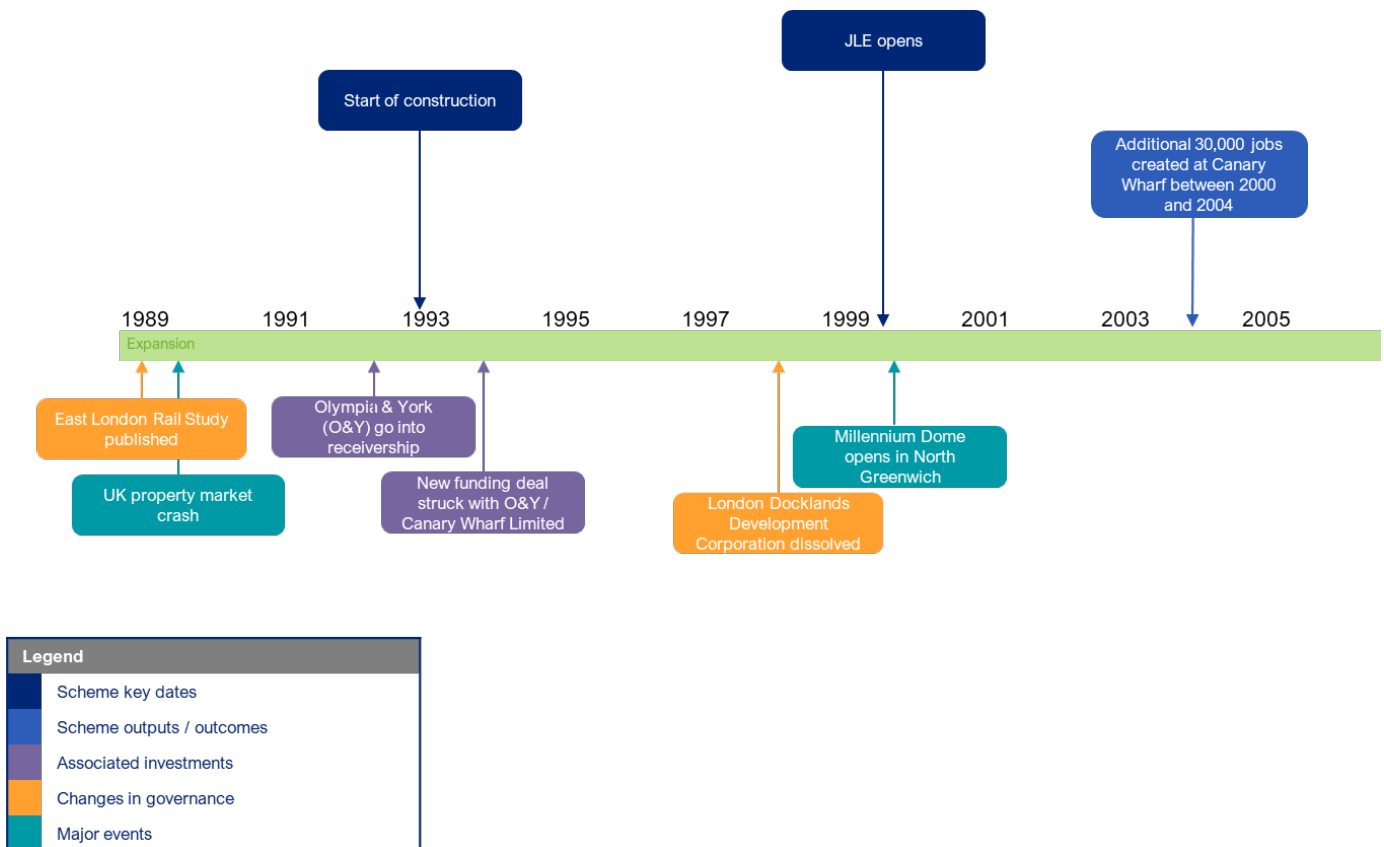 JLE opens
Start of construction
Additional 30,000 jobs
created at Canary
Wharf between 2000
and 2004
1989 1991 1993 1995 1997 1999 2001 2003 2005
Expansion
East London Rail Study
published
UK property market
crash
Olympia & York
(O&Y) go into
receivership
New funding deal
struck with O&Y /
Canary Wharf Limited
London Docklands
Development
Corporation dissolved
Millennium Dome
opens in North
Greenwich
Legend
Scheme key dates
Scheme outputs / outcomes
Associated investments
Changes in governance
Major events